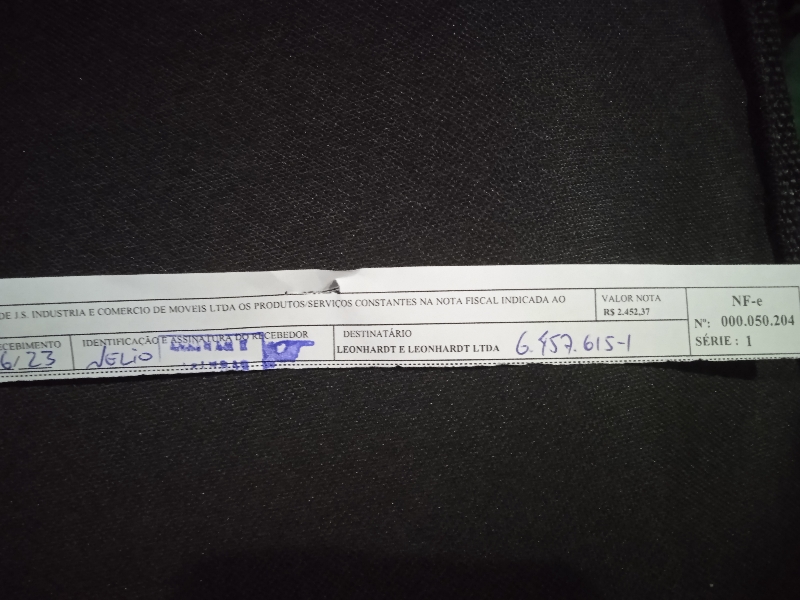 DE J.S. INDUSTRIA E COMERCIO DE MOVEIS LTDA OS PRODUTOS/SERVIÇOS CONSTANTES NA NOTA FISCAL INDICADA AO
VALOR NOTA
R$ 2.452,37
NF-e
Nº: 000.050.204
SÉRIE : 1
ECEBIMENTO
6/23
IDENTIFICAÇÃO E ASSINATURA DO RECEBEDOR
NELIO
DESTINATÁRIO
LEONHARDT E LEONHARDT LTDA 6.457.615-1